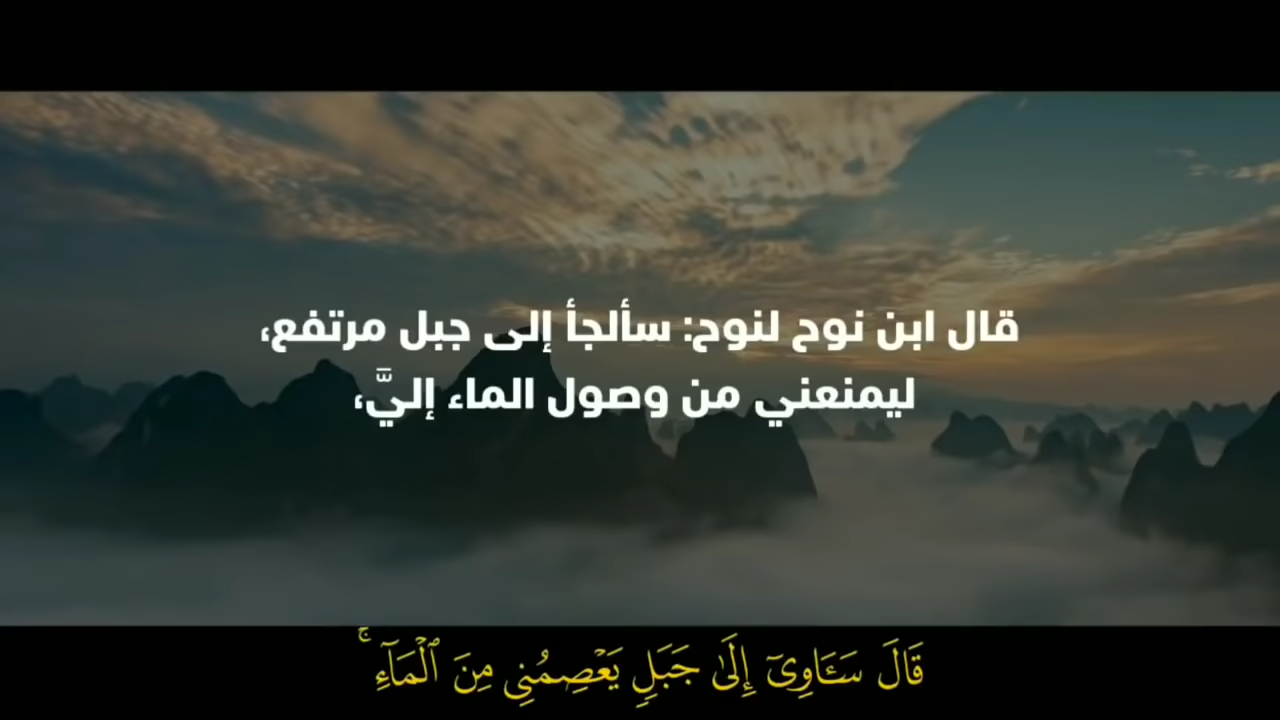 قال ابن نوح لنوح: سألجأ إلى جبل مرتفع،
ليمنعني من وصول الماء إليَّ،
قَالَ سَـَٔاوِىٓ إِلَىٰ جَبَلٍ يَعْصِمُنِى مِنَ ٱلْمَآءِ ۚ